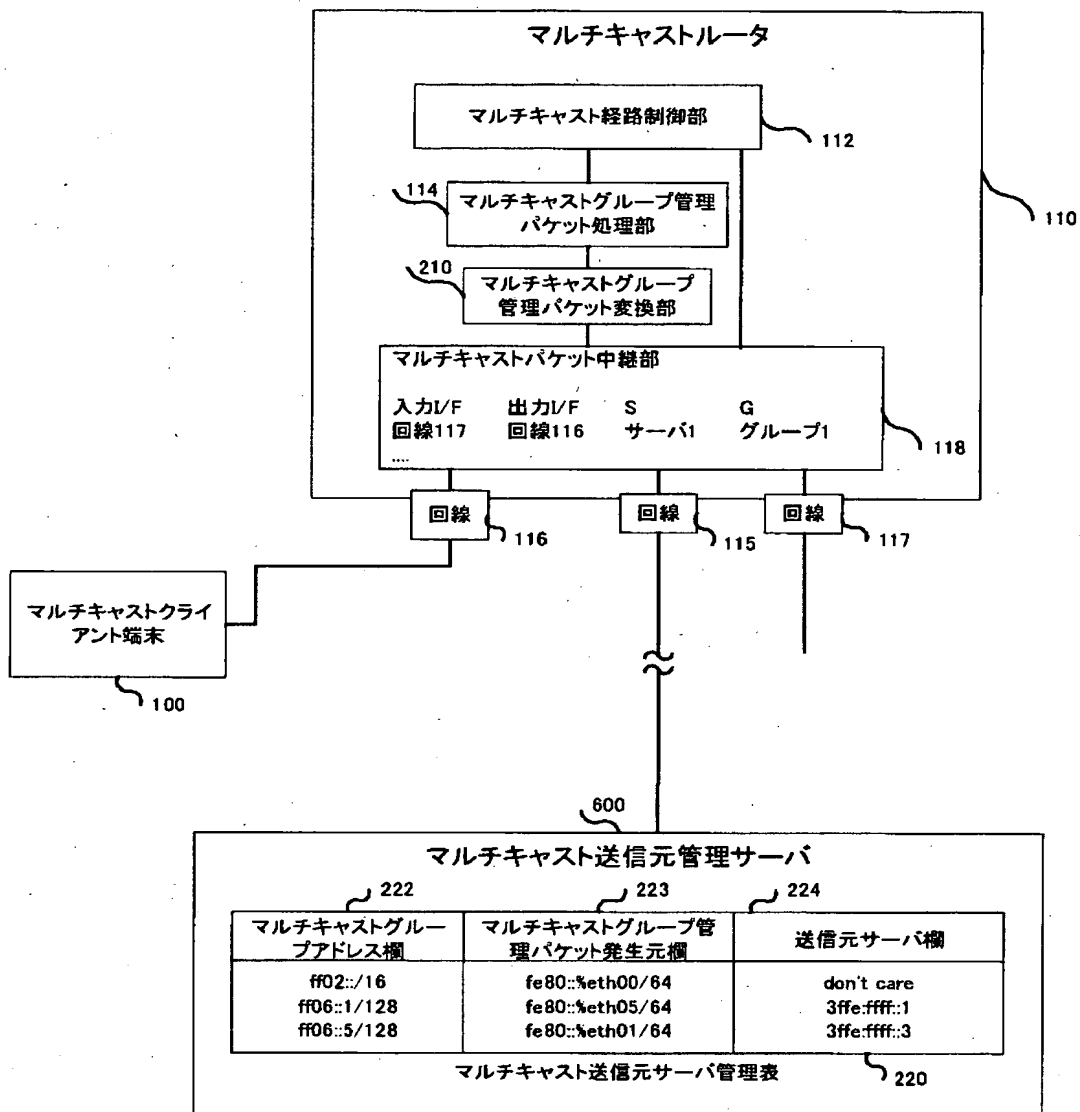 マルチキャストルータ
マルチキャスト経路制御部
112
114
マルチキャストグループ管理
パケット処理部
110
210
マルチキャストグループ
管理パケット変換部
マルチキャストパケット中継部
入力I/F 出力I/F S G
回線117 回線116 サーバ1 グループ1
....
118
回線
116
回線
115
回線
117
マルチキャストクライ
アント端末
100
600
マルチキャスト送信元管理サーバ
222
223
224
マルチキャストグルー
プアドレス欄
マルチキャストグループ管
理パケット発生元欄
送信元サーバ欄
ff02::/16 fe80::%eth00/64 don't care
ff06::1/128 fe80::%eth05/64 3ffe:ffff::1
ff06::5/128 fe80::%eth01/64 3ffe:ffff::3
マルチキャスト送信元サーバ管理表
220